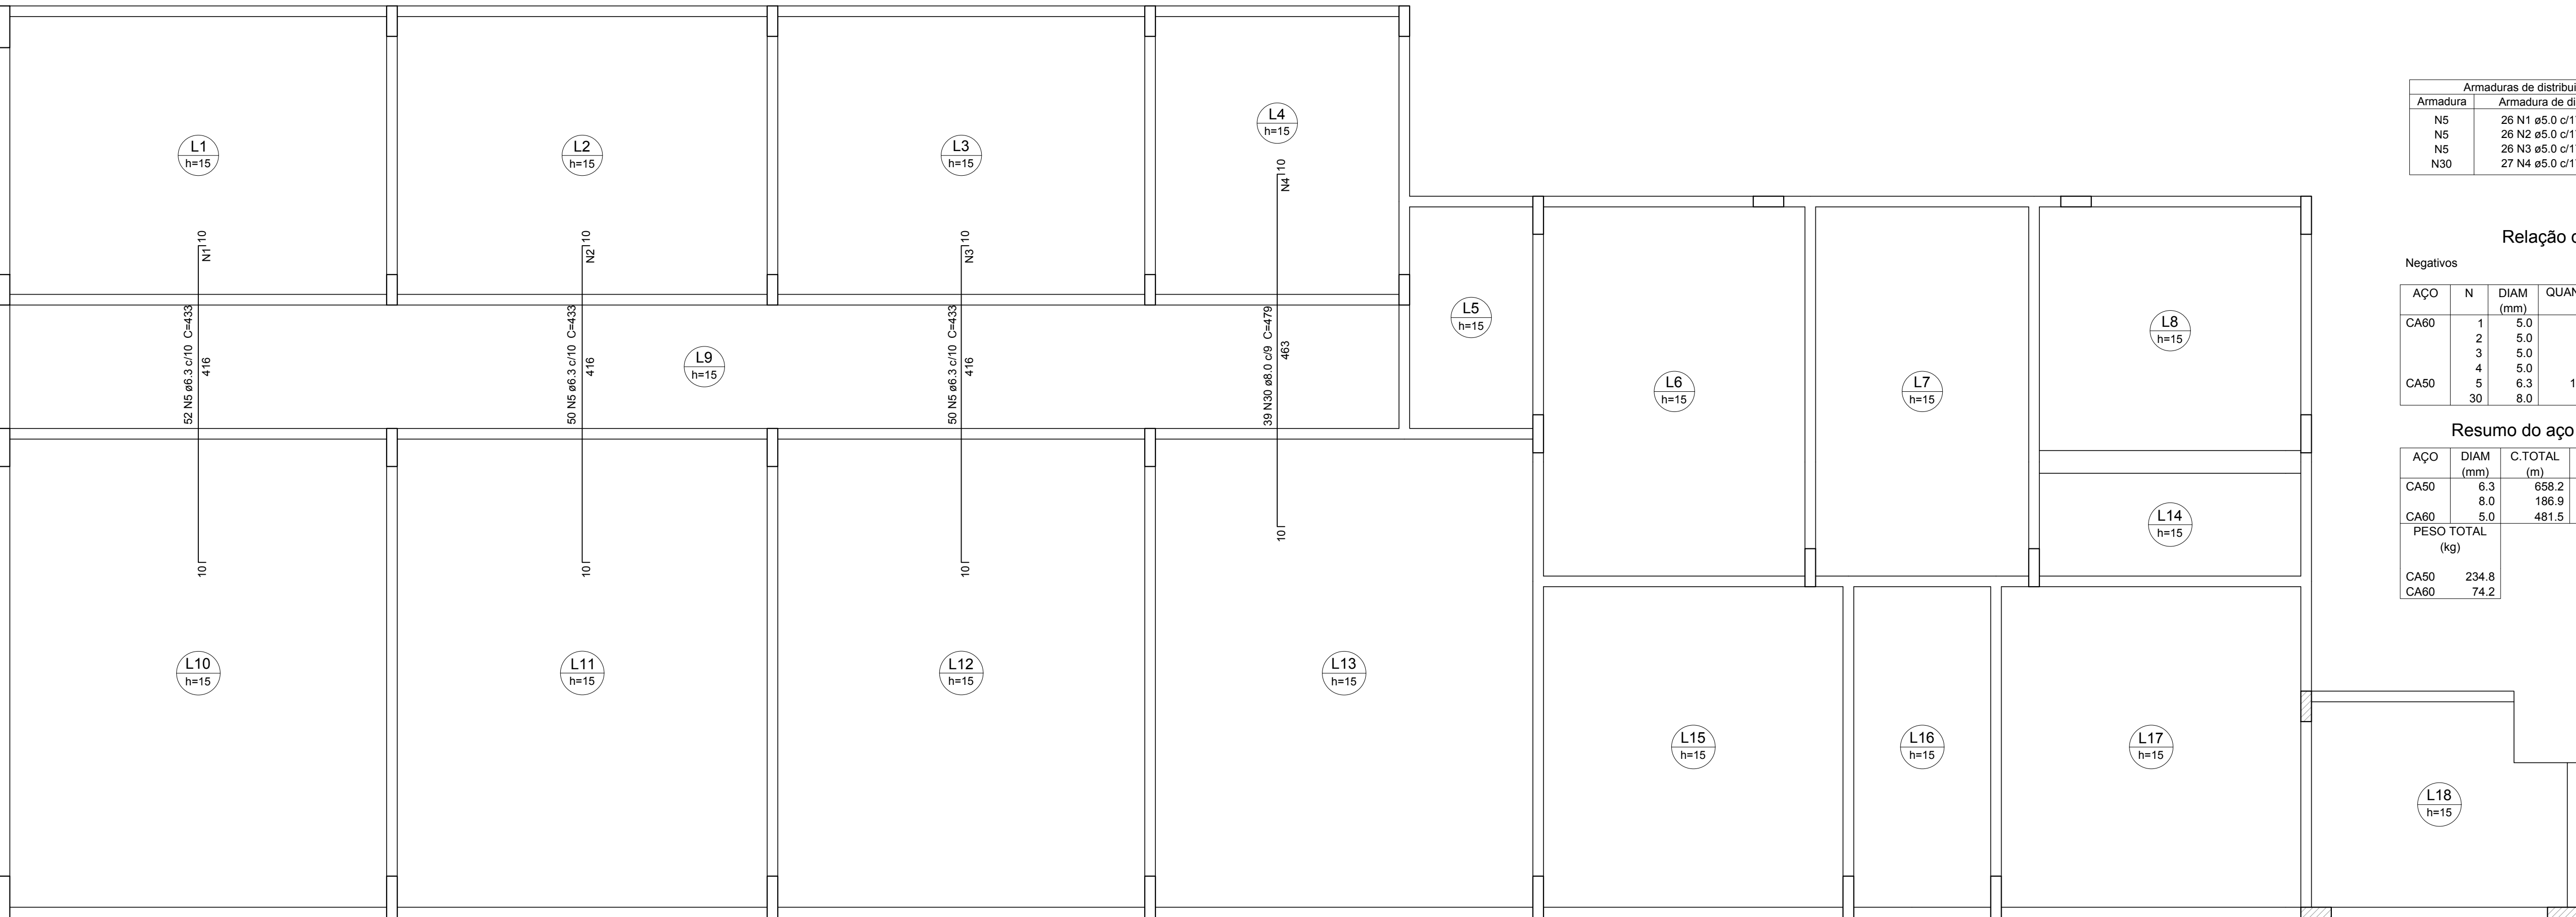 L1
h=15
L2
h=15
L3
h=15
L4
h=15
10
N1
52 N5 ø6.3 c/10 C=433
416
10
10
N2
50 N5 ø6.3 c/10 C=433
416
10
10
N3
50 N5 ø6.3 c/10 C=433
416
10
10
N4
39 N30 ø8.0 c/9 C=479
463
10
L5
h=15
L6
h=15
L7
h=15
L8
h=15
L9
h=15
L10
h=15
L11
h=15
L12
h=15
L13
h=15
L14
h=15
L15
h=15
L16
h=15
L17
h=15
L18
h=15
Armaduras de distribui
Armadura Armadura de di
N5 26 N1 ø5.0 c/1
N5 26 N2 ø5.0 c/1
N5 26 N3 ø5.0 c/1
N30 27 N4 ø5.0 c/1
Relação
Negativos
AÇO N DIAM QUAN
(mm)
CA60 1 5.0
2 5.0
3 5.0
4 5.0
CA50 5 6.3 1
30 8.0
Resumo do aço
AÇO DIAM C.TOTAL
(mm) (m)
CA50 6.3 658.2
8.0 186.9
CA60 5.0 481.5
PESO TOTAL
(kg)
CA50 234.8
CA60 74.2